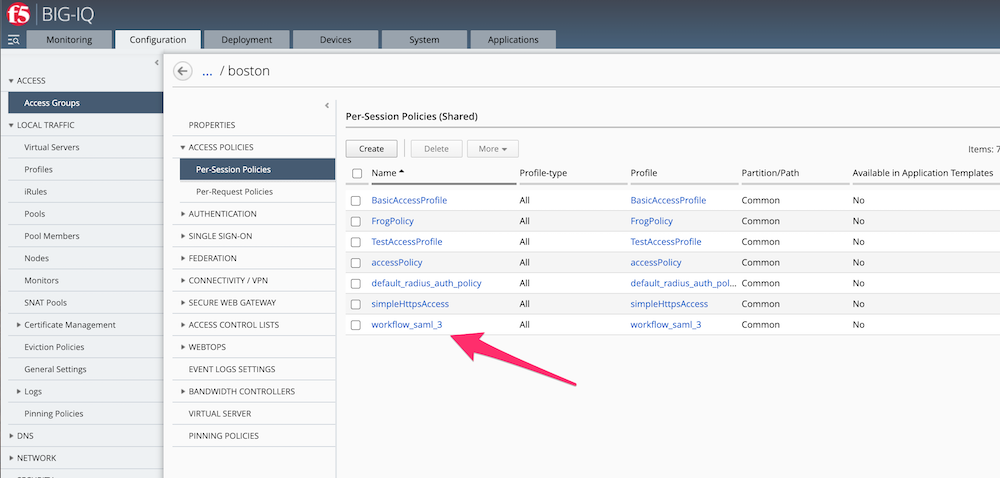 f5 BIG-IQ
Monitoring Configuration Deployment Devices System Applications
... / boston
ACCESS
Access Groups
LOCAL TRAFFIC
Virtual Servers
Profiles
iRules
Pools
Pool Members
Nodes
Monitors
SNAT Pools
Certificate Management
Eviction Policies
General Settings
Logs
Pinning Policies
DNS
NETWORK
PROPERTIES
ACCESS POLICIES
Per-Session Policies
Per-Request Policies
AUTHENTICATION
SINGLE SIGN-ON
FEDERATION
CONNECTIVITY / VPN
SECURE WEB GATEWAY
ACCESS CONTROL LISTS
WEBTOPS
EVENT LOGS SETTINGS
BANDWIDTH CONTROLLERS
VIRTUAL SERVER
PINNING POLICIES
Per-Session Policies (Shared)
Create Delete More Items: 7
Name Profile-type Profile Partition/Path Available in Application Templates
BasicAccessProfile All BasicAccessProfile Common No
FrogPolicy All FrogPolicy Common No
TestAccessProfile All TestAccessProfile Common No
accessPolicy All accessPolicy Common No
default_radius_auth_policy All default_radius_auth_pol... Common No
simpleHttpsAccess All simpleHttpsAccess Common No
workflow_saml_3 All workflow_saml_3 Common No